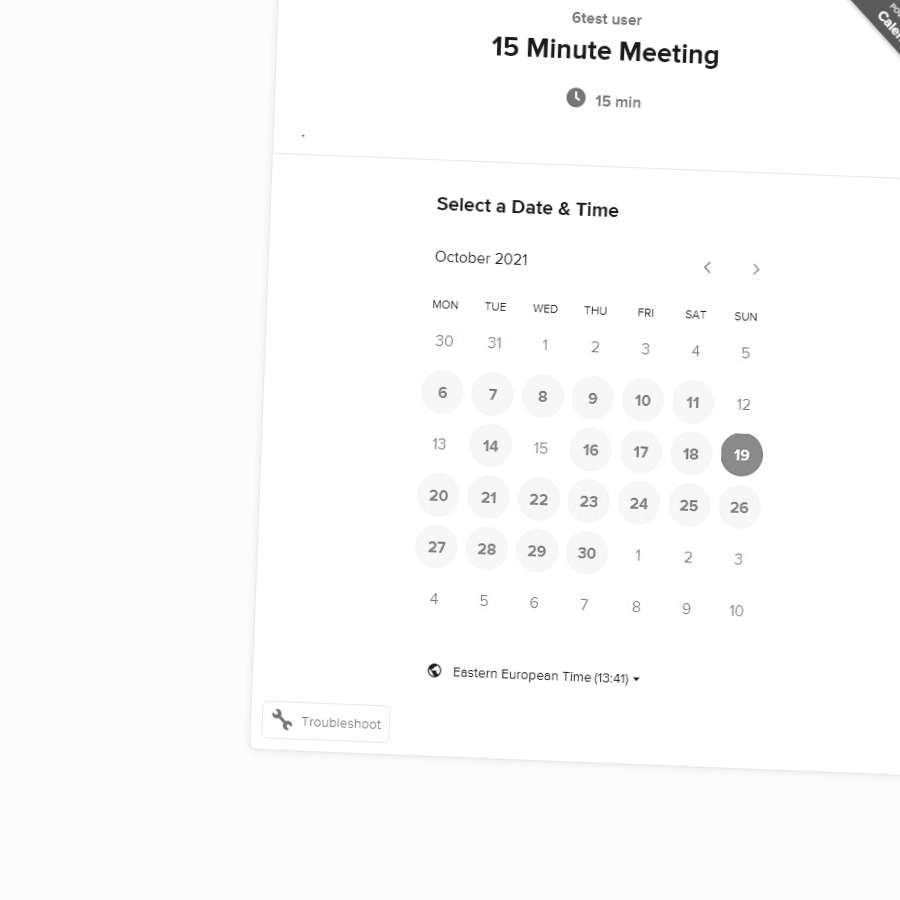 6test user
15 Minute Meeting
15 min
.
Select a Date & Time
October 2021
MON TUE WED THU FRI SAT SUN
30 31 1 2 3 4 5
6 7 8 9 10 11 12
13 14 15 16 17 18 19
20 21 22 23 24 25 26
27 28 29 30 1 2 3
4 5 6 7 8 9 10
Eastern European Time (13:41)
Troubleshoot